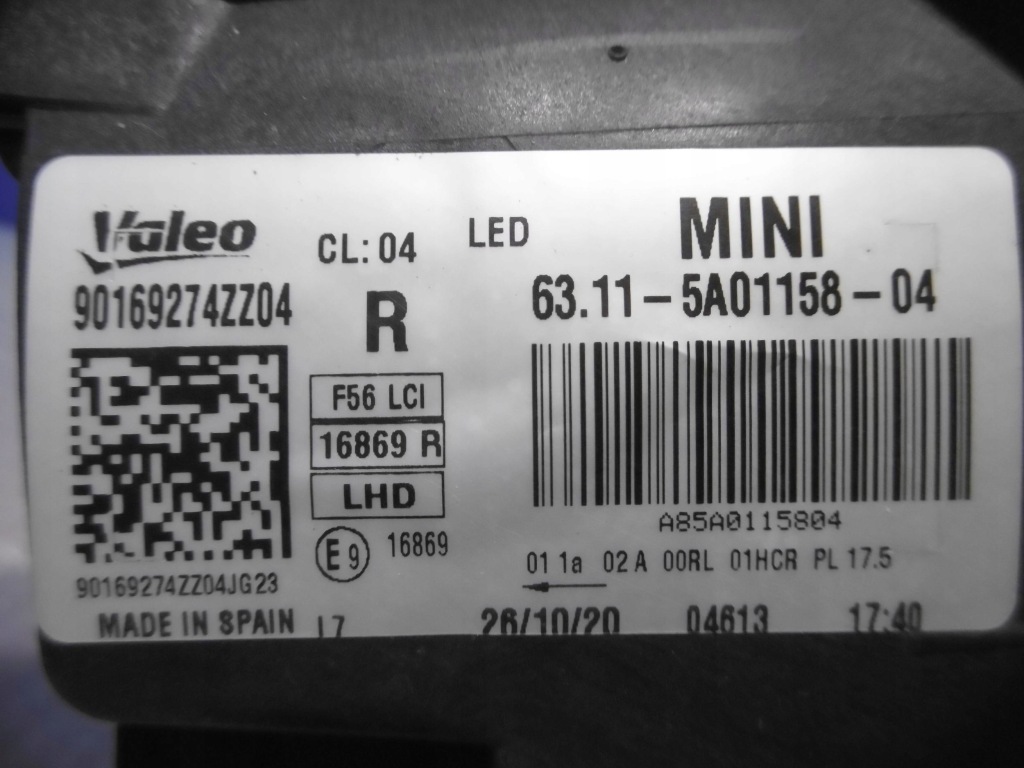 Valeo
90169274ZZ04
CL: 04
LED
R
F56 LCI
16869 R
LHD
E9 16869
MINI
63.11-5A01158-04
A85A0115804
01 1a 02 A 00RL 01HCR PL 17.5
90169274ZZ04JG23
MADE IN SPAIN
26/10/20 04613 17:40